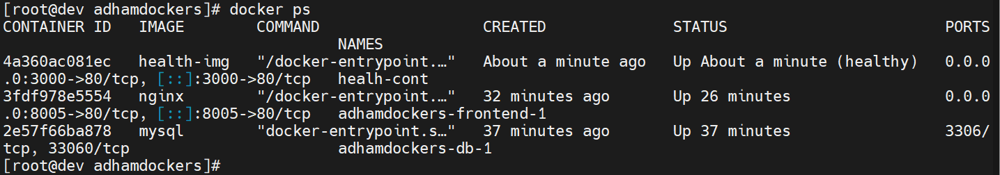 [root@dev adhamdockers]# docker ps
CONTAINER ID   IMAGE        COMMAND                  CREATED              STATUS                        PORTS
                                     NAMES
4a360ac081ec   health-img   "/docker-entrypoint.…"   About a minute ago   Up About a minute (healthy)   0.0.0
.0:3000->80/tcp, [::]:3000->80/tcp   healh-cont
3fdf978e5554   nginx        "/docker-entrypoint.…"   32 minutes ago       Up 26 minutes                 0.0.0
.0:8005->80/tcp, [::]:8005->80/tcp   adhamdockers-frontend-1
2e57f66ba878   mysql        "docker-entrypoint.s…"   37 minutes ago       Up 37 minutes                 3306/
tcp, 33060/tcp                       adhamdockers-db-1
[root@dev adhamdockers]#